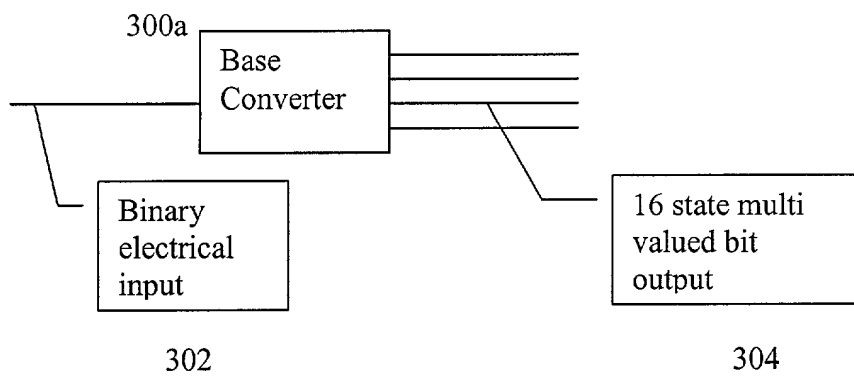 300a
Base
Converter
Binary
electrical
input
16 state multi
valued bit
output
302
304